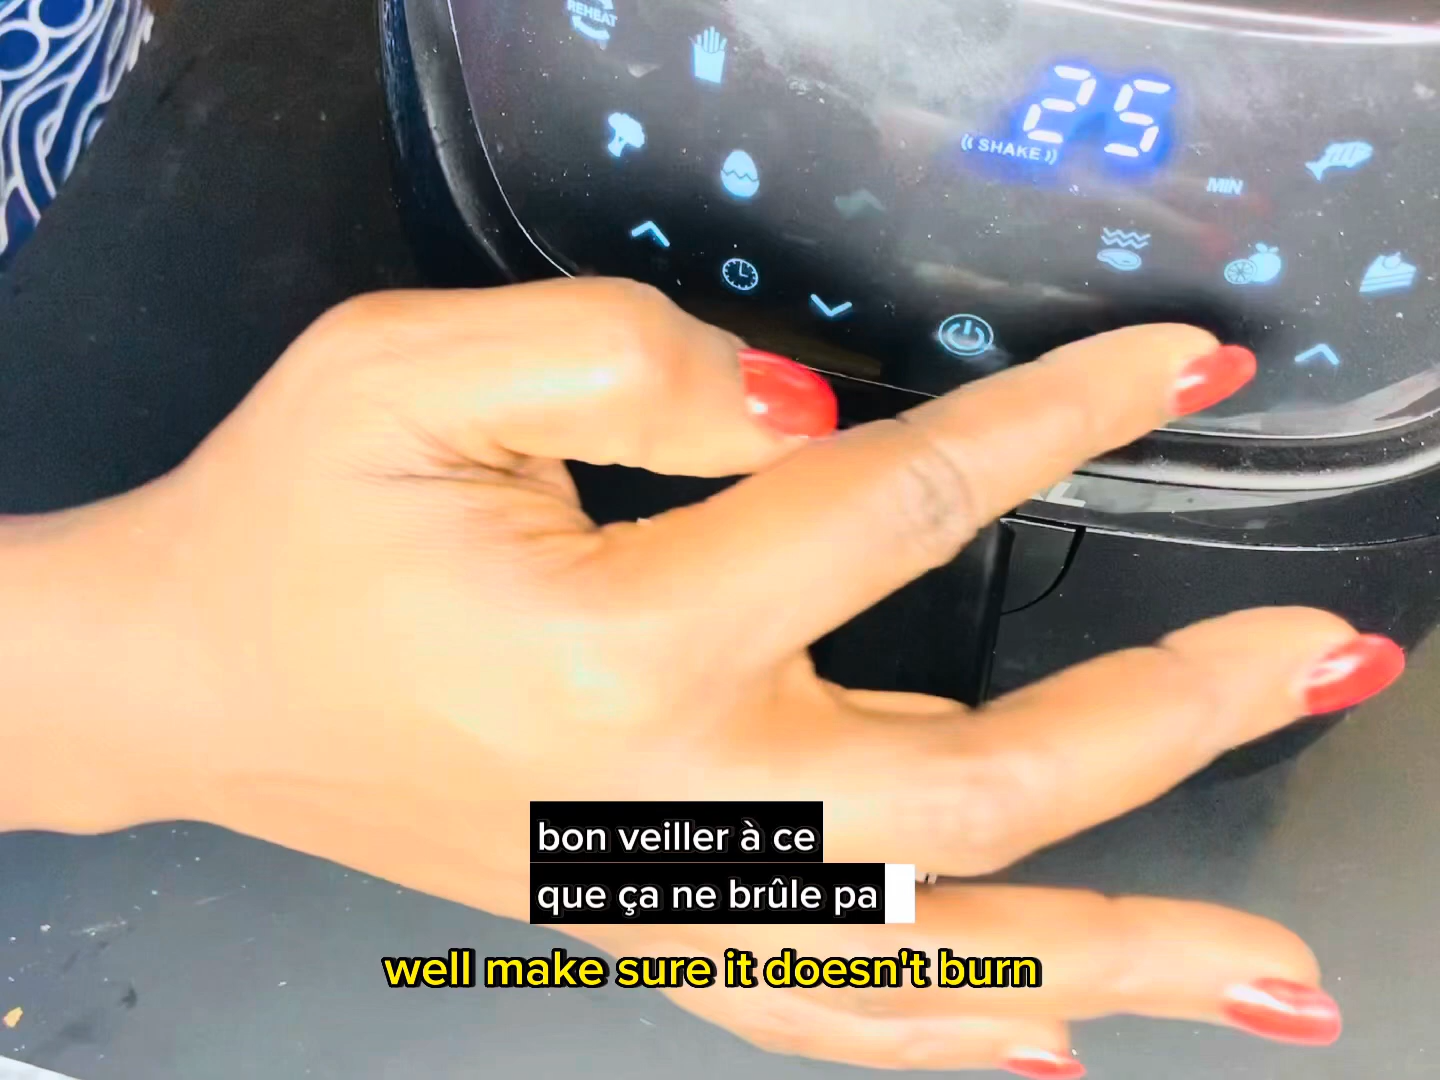 REHEAT
25
((SHAKE))
MIN
bon veiller à ce
que ça ne brûle pa
well make sure it doesn't burn